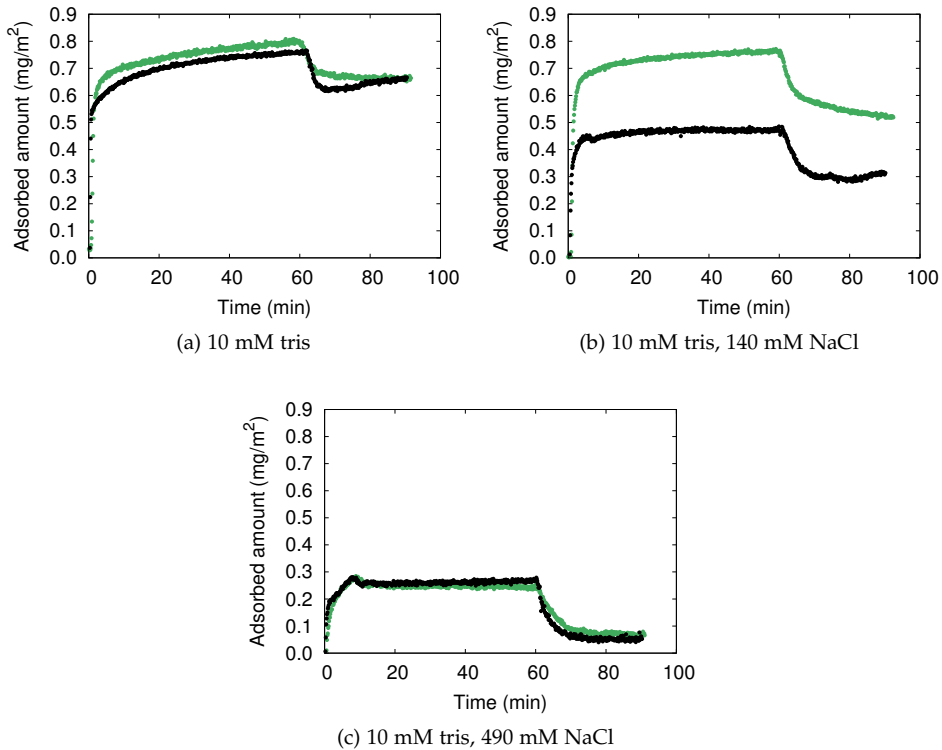 Adsorbed amount (mg/m²)
0.9
0.8
0.7
0.6
0.5
0.4
0.3
0.2
0.1
0.0
0 20 40 60 80 100
Time (min)
(a) 10 mM tris
Adsorbed amount (mg/m²)
0.9
0.8
0.7
0.6
0.5
0.4
0.3
0.2
0.1
0.0
0 20 40 60 80 100
Time (min)
(b) 10 mM tris, 140 mM NaCl
Adsorbed amount (mg/m²)
0.9
0.8
0.7
0.6
0.5
0.4
0.3
0.2
0.1
0.0
0 20 40 60 80 100
Time (min)
(c) 10 mM tris, 490 mM NaCl